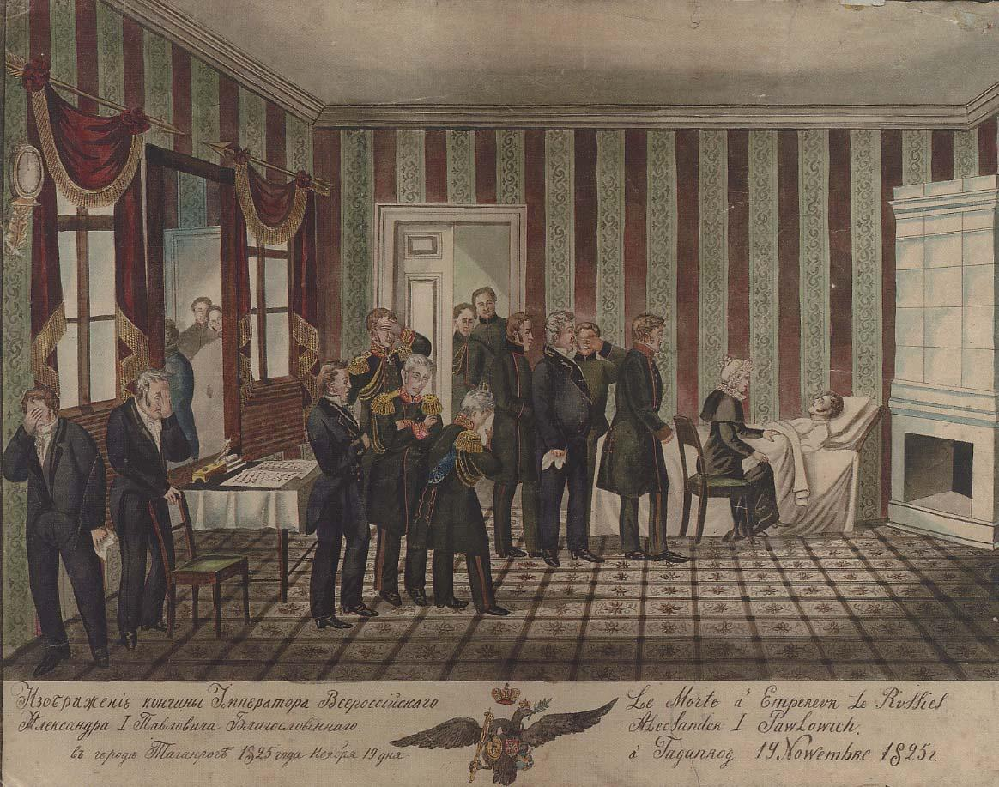 Изображенiе кончины Императора Всероссiйскаго
Александра I Павловича Благословеннаго.
въ городѣ Таганрогѣ 1825 года Ноября 19 дня
Le Morte á Empereur Le Russies
Alecsander I Pawlowich.
á Taganrog 19 Nowembre 1825г